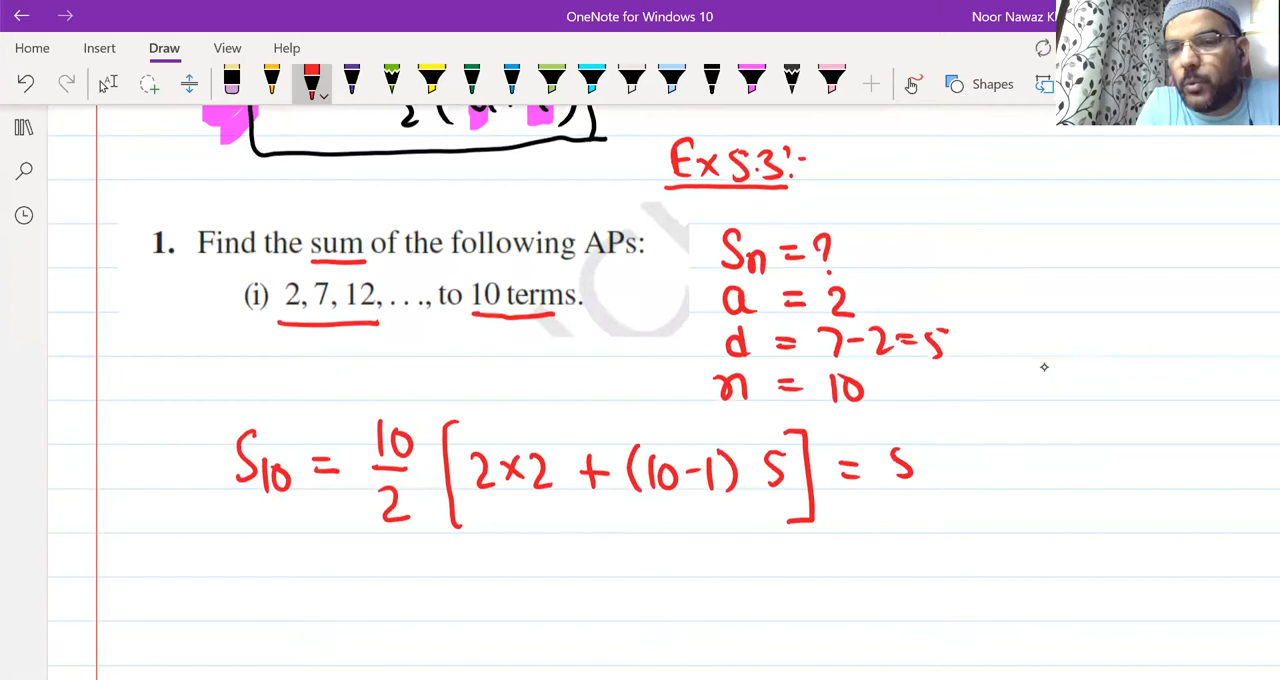 OneNote for Windows 10
Noor Nawaz K
Home Insert Draw View Help
Shapes
2
Ex 5.3:-
1. Find the sum of the following APs:
(i) 2, 7, 12, . . ., to 10 terms.
Sn = ?
a = 2
d = 7-2=5
n = 10
S10 = 10/2 [2×2 + (10-1) 5] = 5